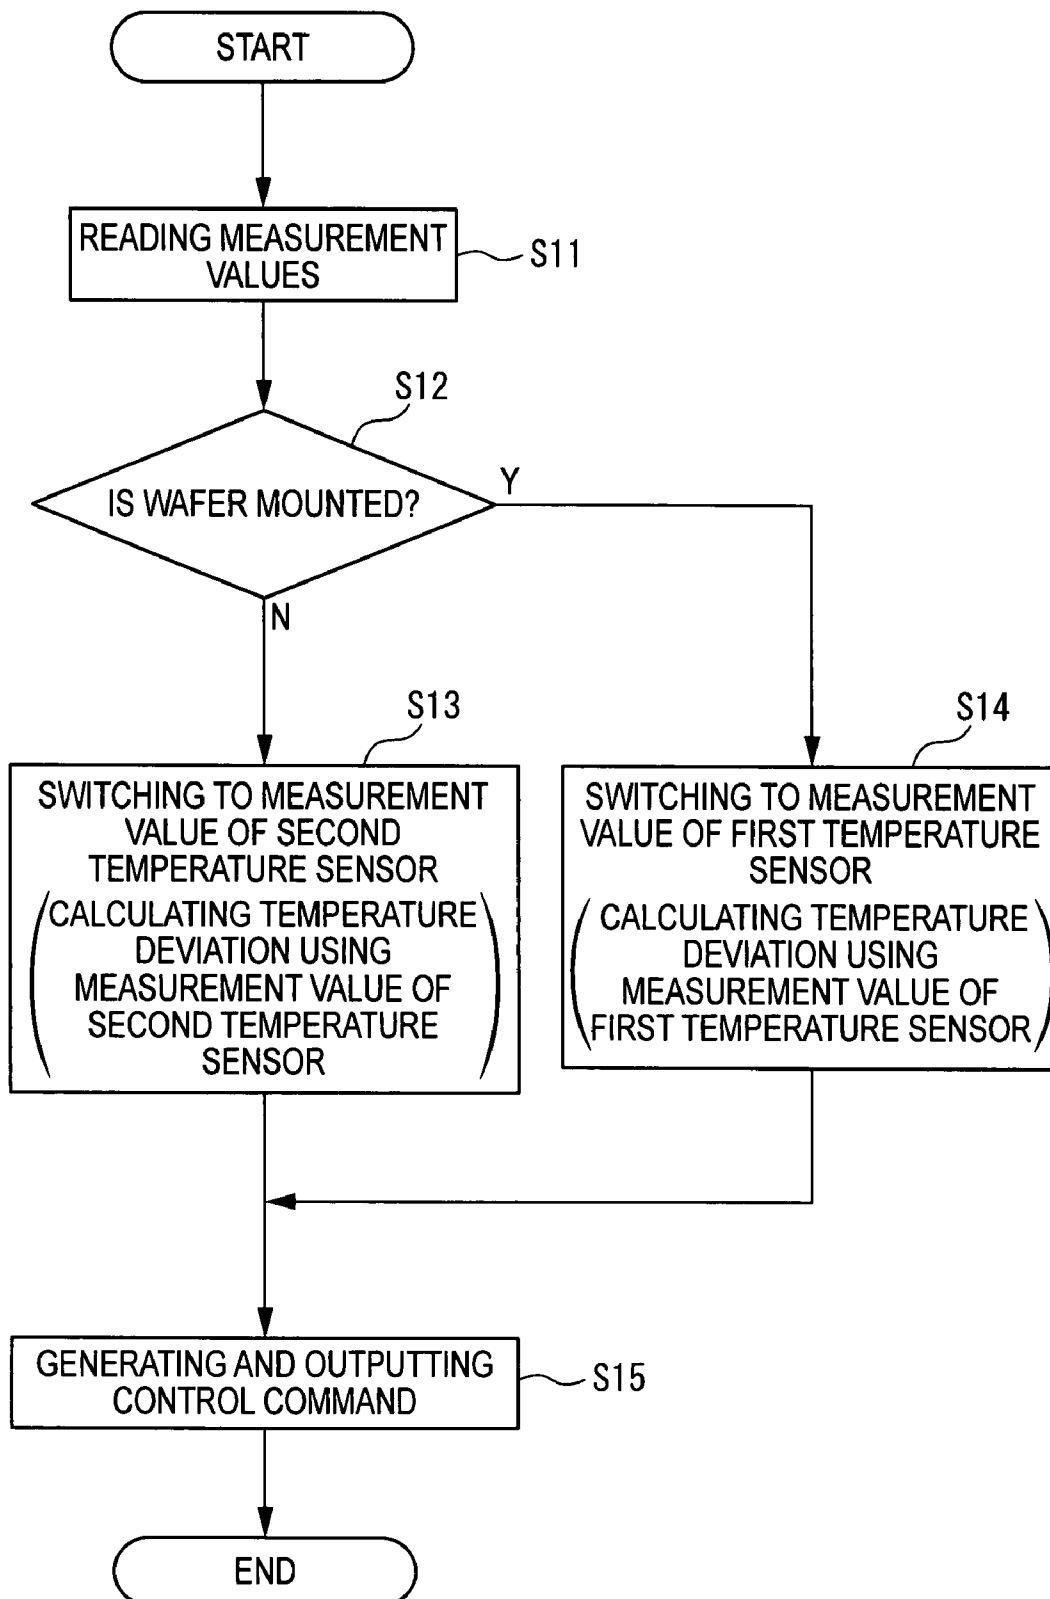 START
READING MEASUREMENT
VALUES
S11
S12
IS WAFER MOUNTED?
Y
N
S13
SWITCHING TO MEASUREMENT
VALUE OF SECOND
TEMPERATURE SENSOR
CALCULATING TEMPERATURE
DEVIATION USING
MEASUREMENT VALUE OF
SECOND TEMPERATURE
SENSOR
S14
SWITCHING TO MEASUREMENT
VALUE OF FIRST TEMPERATURE
SENSOR
CALCULATING TEMPERATURE
DEVIATION USING
MEASUREMENT VALUE OF
FIRST TEMPERATURE SENSOR
GENERATING AND OUTPUTTING
CONTROL COMMAND
S15
END